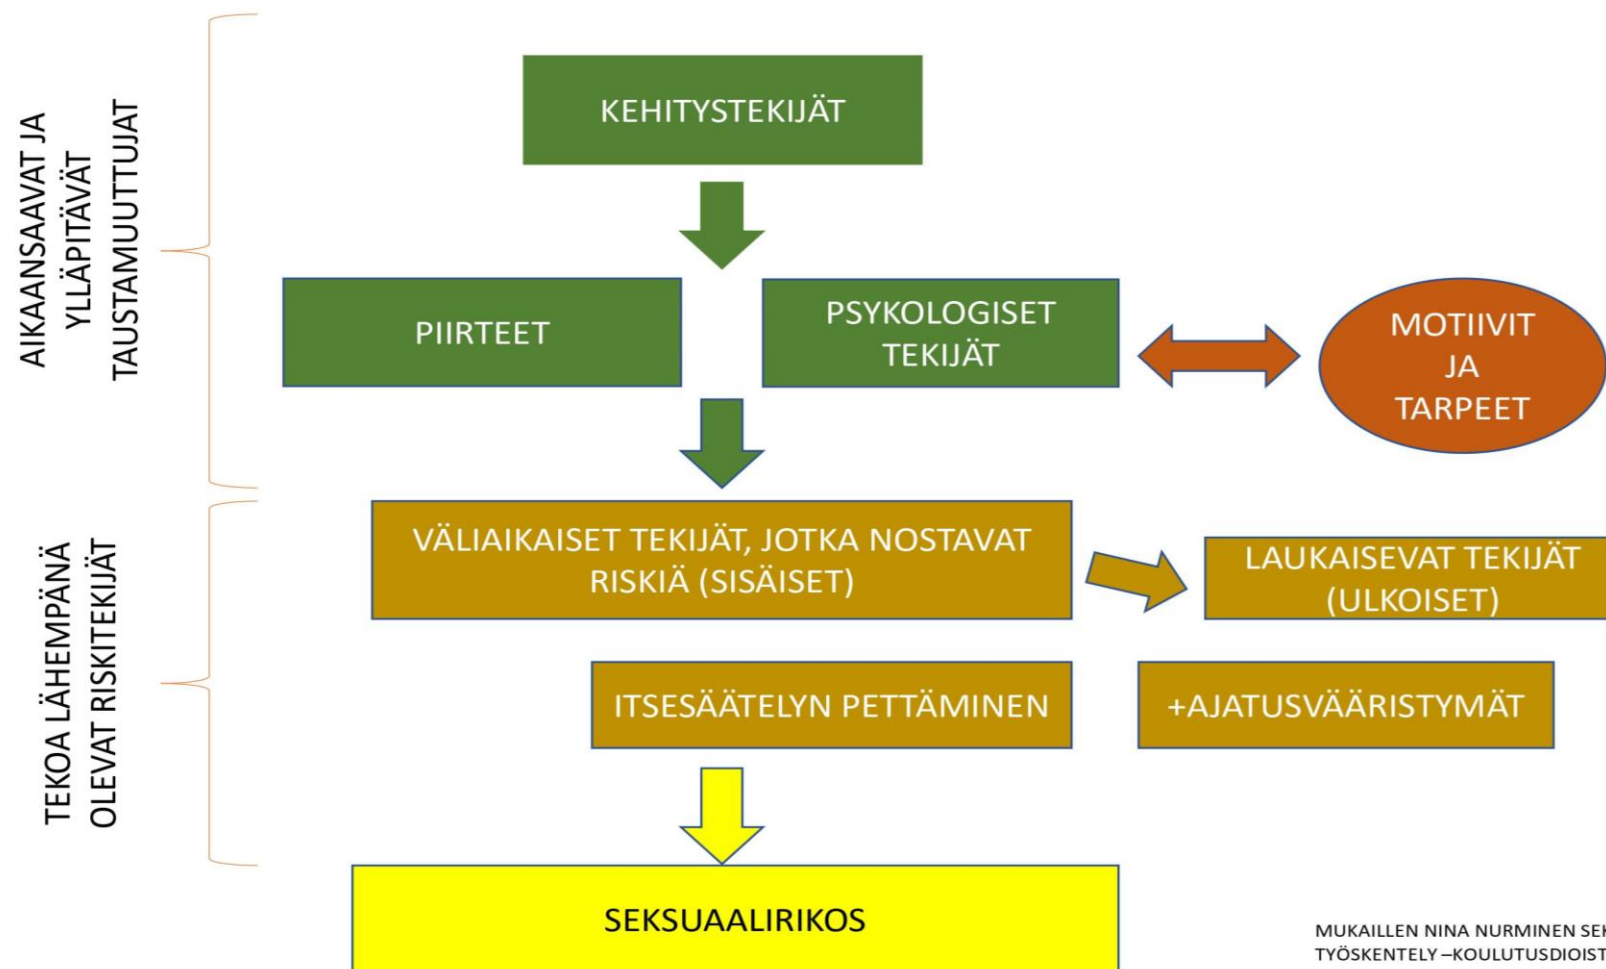 AIKAANSAAVAT JA
YLLÄPITÄVÄT
TAUSTAMUUTTUJAT
KEHITYSTEKIJÄT
PIIRTEET
PSYKOLOGISET
TEKIJÄT
MOTIIVIT
JA
TARPEET
TEKOA LÄHEMPÄNÄ
OLEVAT RISKITEKIJÄT
VÄLIAIKAISET TEKIJÄT, JOTKA NOSTAVAT
RISKIÄ (SISÄISET)
LAUKAISEVAT TEKIJÄT
(ULKOISET)
ITSESÄÄTELYN PETTÄMINEN
+AJATUSVÄÄRISTYMÄT
SEKSUAALIRIKOS
MUKAILLEN NINA NURMINEN
TYÖSKENTELY –